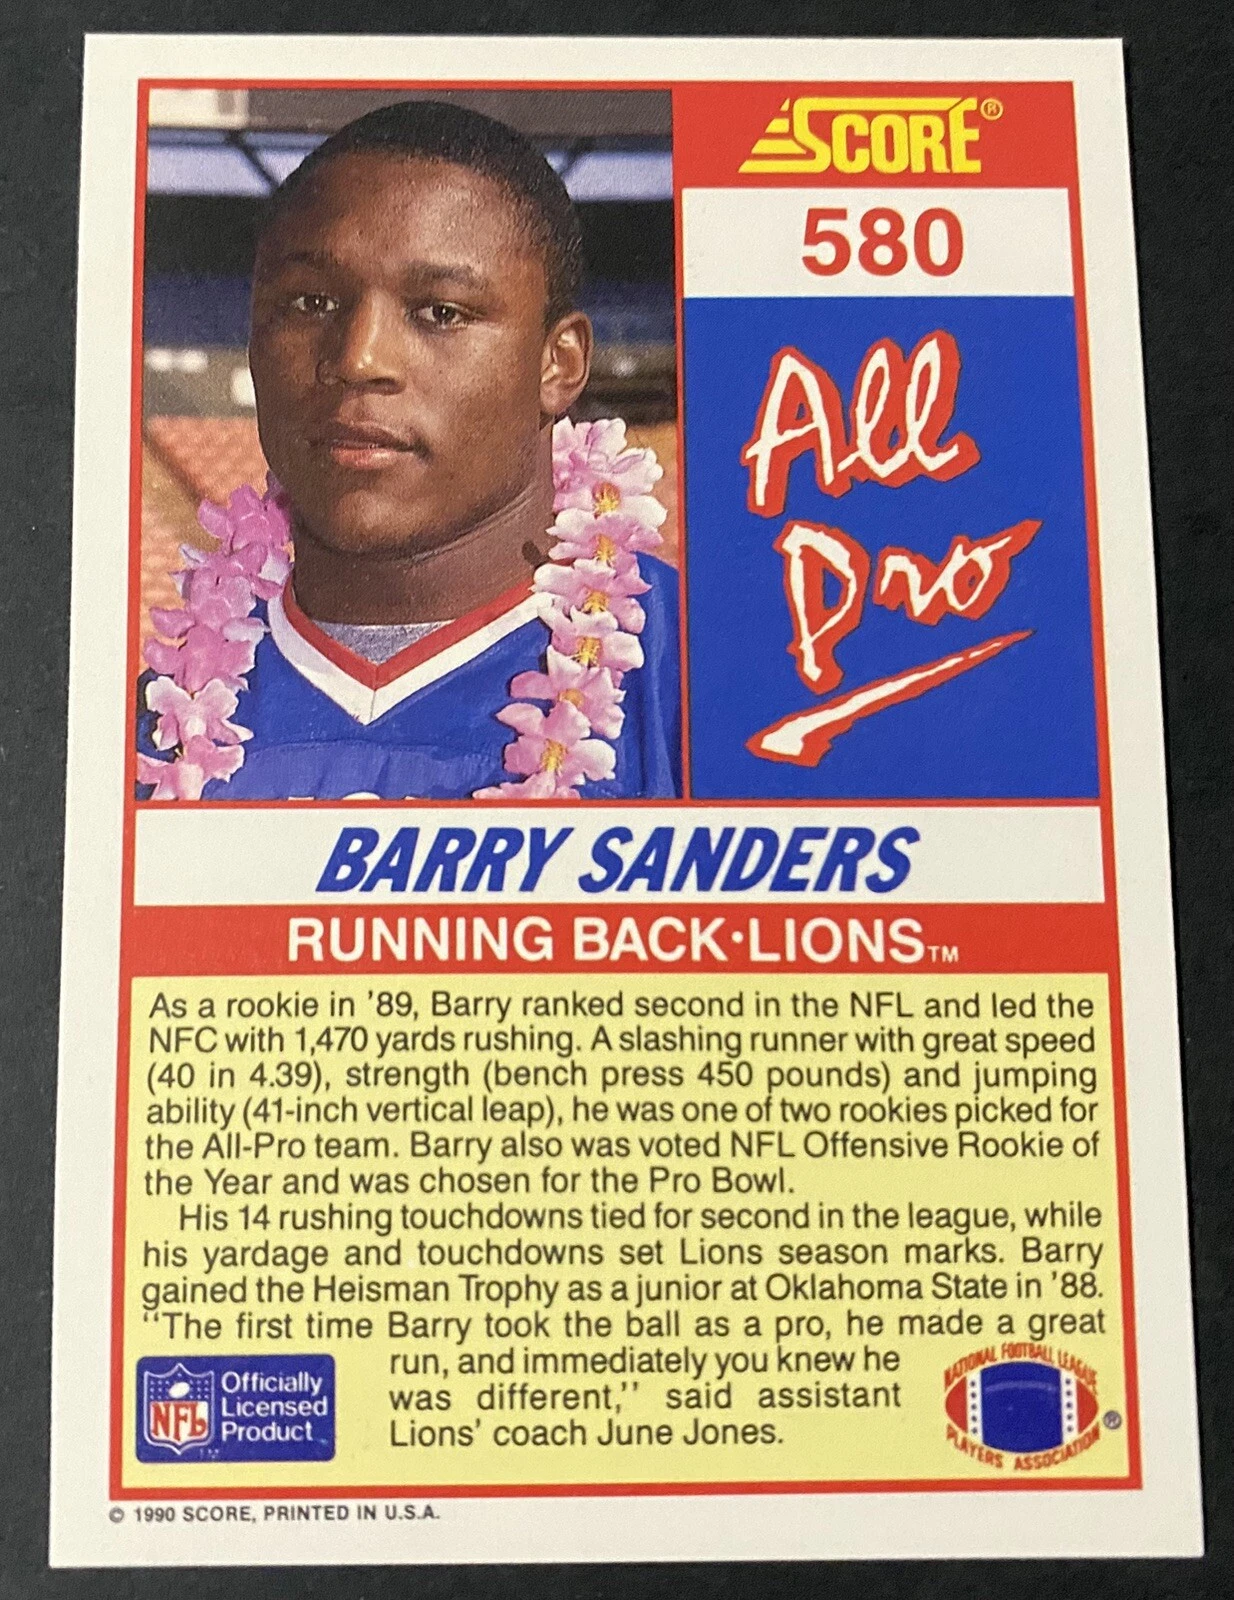 SCORE®
580
All
Pro
BARRY SANDERS
RUNNING BACK·LIONS™
As a rookie in '89, Barry ranked second in the NFL and led the
NFC with 1,470 yards rushing. A slashing runner with great speed
(40 in 4.39), strength (bench press 450 pounds) and jumping
ability (41-inch vertical leap), he was one of two rookies picked for
the All-Pro team. Barry also was voted NFL Offensive Rookie of
the Year and was chosen for the Pro Bowl.
His 14 rushing touchdowns tied for second in the league, while
his yardage and touchdowns set Lions season marks. Barry
gained the Heisman Trophy as a junior at Oklahoma State in '88.
"The first time Barry took the ball as a pro, he made a great
run, and immediately you knew he
was different," said assistant
Lions' coach June Jones.
NFL
Officially
Licensed
Product
NATIONAL FOOTBALL LEAGUE
PLAYERS ASSOCIATION ®
© 1990 SCORE, PRINTED IN U.S.A.